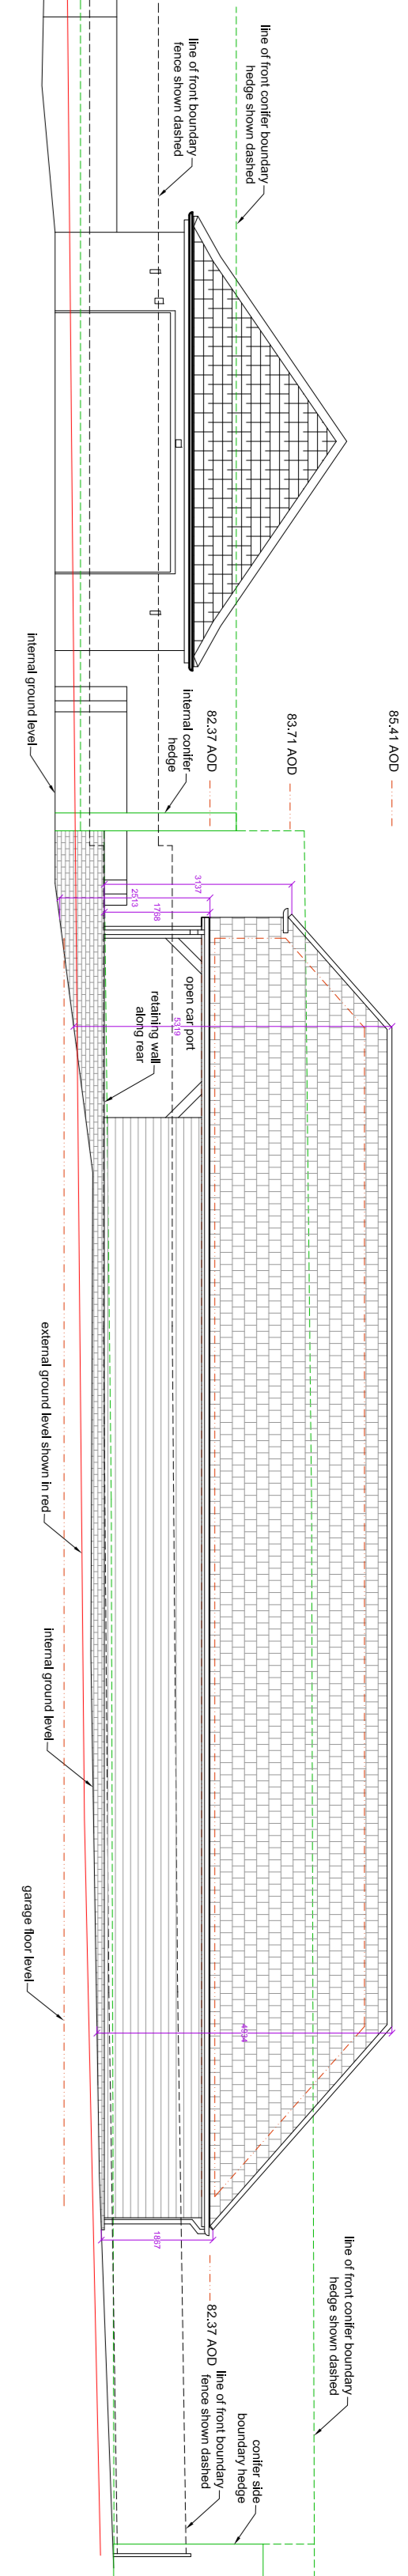 line of front boundary
fence shown dashed
line of front conifer boundary
hedge shown dashed
internal ground level
internal conifer
hedge
82.37 AOD
83.71 AOD
85.41 AOD
3137
2513
1768
5319
open car port
retaining wall
along rear
external ground level shown in red
internal ground level
garage floor level
4934
1867
82.37 AOD
line of front boundary
fence shown dashed
conifer side
boundary hedge
line of front conifer boundary
hedge shown dashed